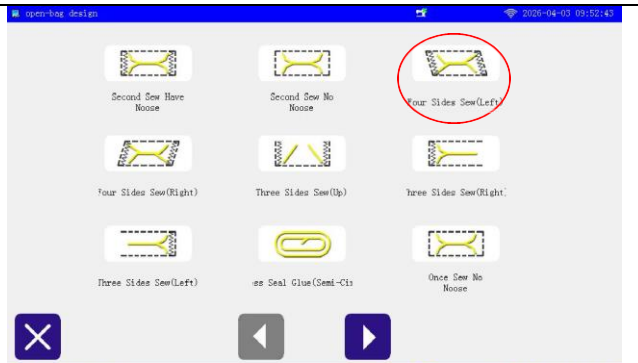 open-bag design
2026-04-03 09:52:43
Second Sew Have
Noose
Second Sew No
Noose
Four Sides Sew(Left)
Four Sides Sew(Right)
Three Sides Sew(Up)
hree Sides Sew(Right)
Three Sides Sew(Left)
ss Seal Glue(Semi-Cis
Once Sew No
Noose